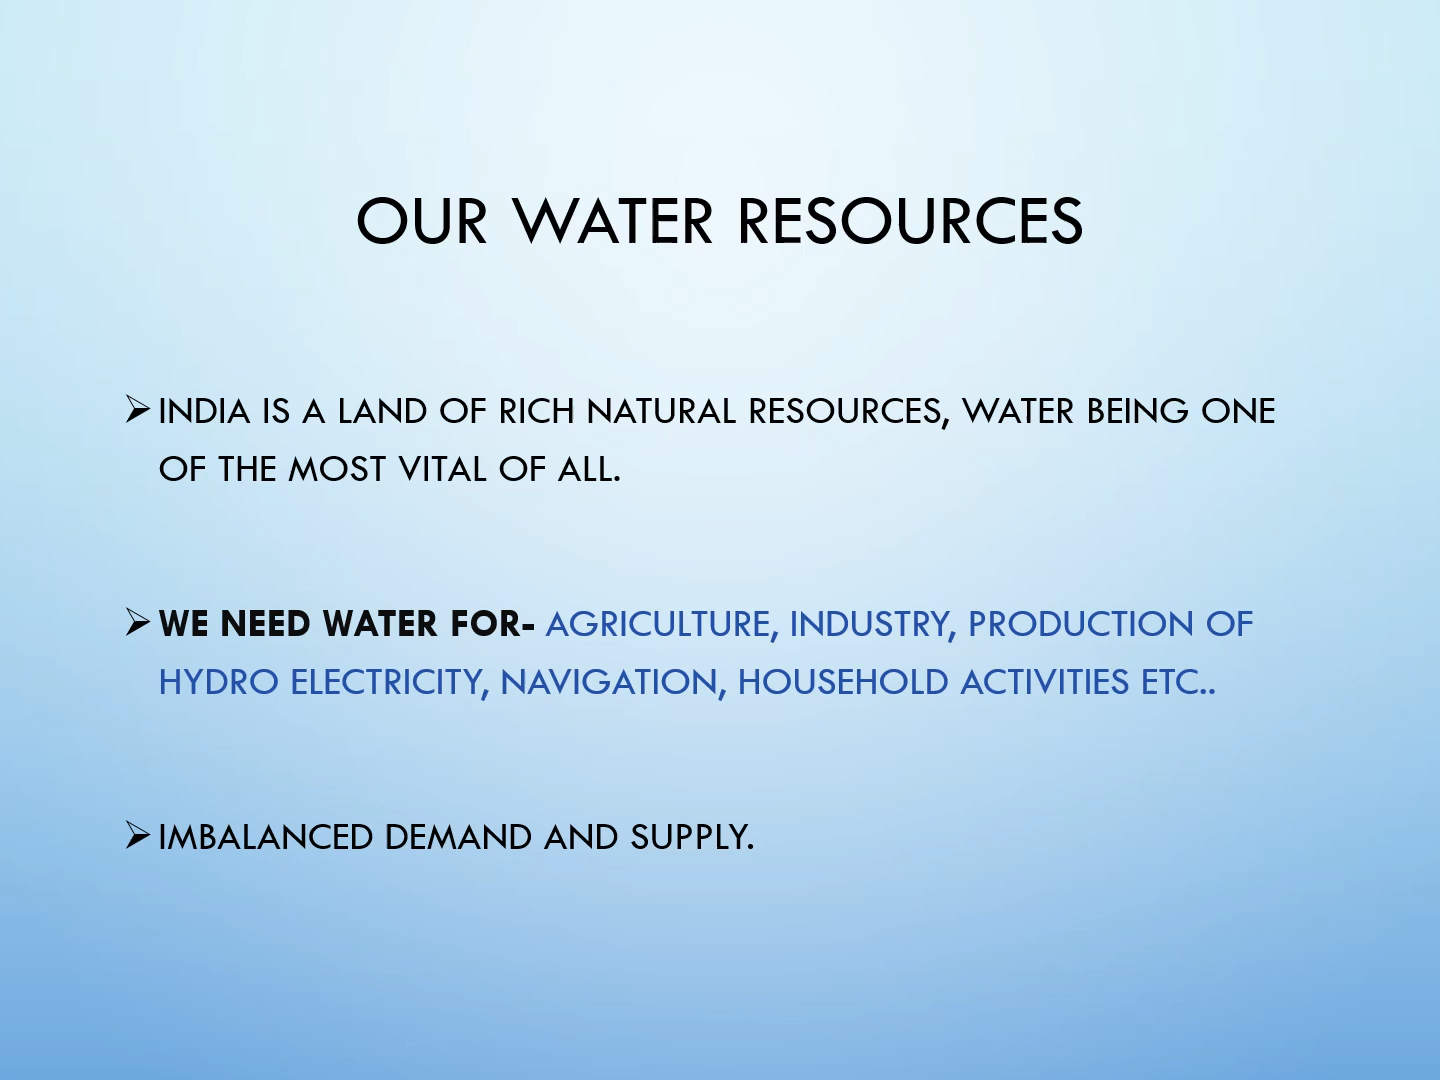 OUR WATER RESOURCES
➢ INDIA IS A LAND OF RICH NATURAL RESOURCES, WATER BEING ONE
OF THE MOST VITAL OF ALL.
➢ WE NEED WATER FOR- AGRICULTURE, INDUSTRY, PRODUCTION OF
HYDRO ELECTRICITY, NAVIGATION, HOUSEHOLD ACTIVITIES ETC..
➢ IMBALANCED DEMAND AND SUPPLY.